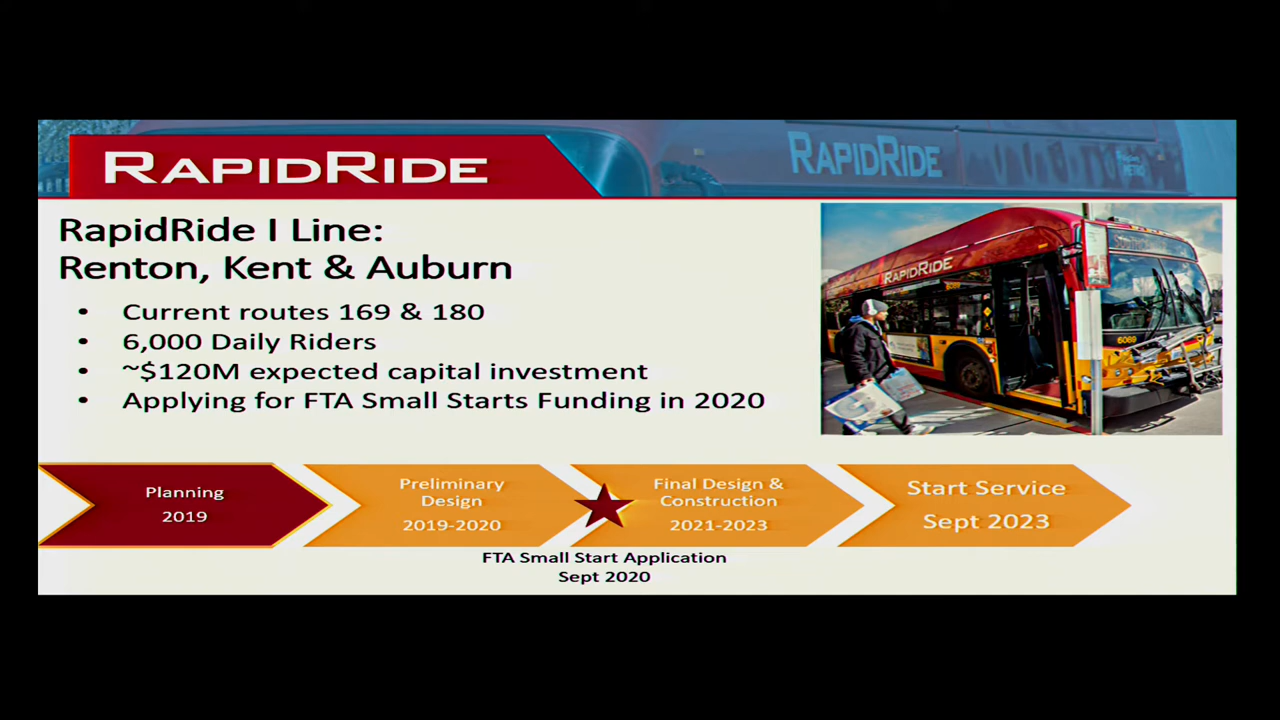 RAPIDRIDE
RAPIDRIDE
RapidRide I Line:
Renton, Kent & Auburn
• Current routes 169 & 180
• 6,000 Daily Riders
• ~$120M expected capital investment
• Applying for FTA Small Starts Funding in 2020
RAPIDRIDE
6069
Planning
2019
Preliminary
Design
2019-2020
Final Design &
Construction
2021-2023
Start Service
Sept 2023
FTA Small Start Application
Sept 2020